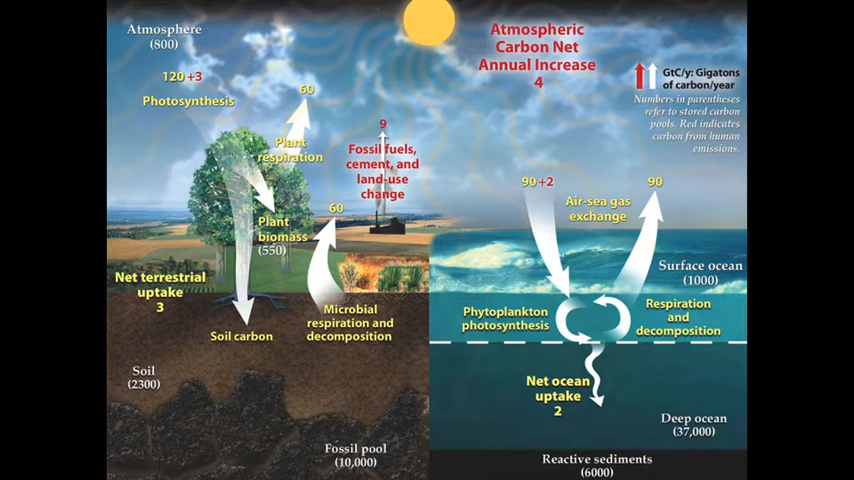 Atmosphere
(800)
120 +3
Photosynthesis
60
Plant
respiration
9
Fossil fuels,
cement, and
land-use
change
Plant
biomass
(550)
60
Net terrestrial
uptake
3
Soil carbon
Microbial
respiration and
decomposition
Soil
(2300)
Fossil pool
(10,000)
Atmospheric
Carbon Net
Annual Increase
4
GtC/y: Gigatons
of carbon/year
Numbers in parentheses
refer to stored carbon
pools. Red indicates
carbon from human
emissions.
90 +2
Air-sea gas
exchange
90
Surface ocean
(1000)
Phytoplankton
photosynthesis
Respiration
and
decomposition
Net ocean
uptake
2
Deep ocean
(37,000)
Reactive sediments
(6000)